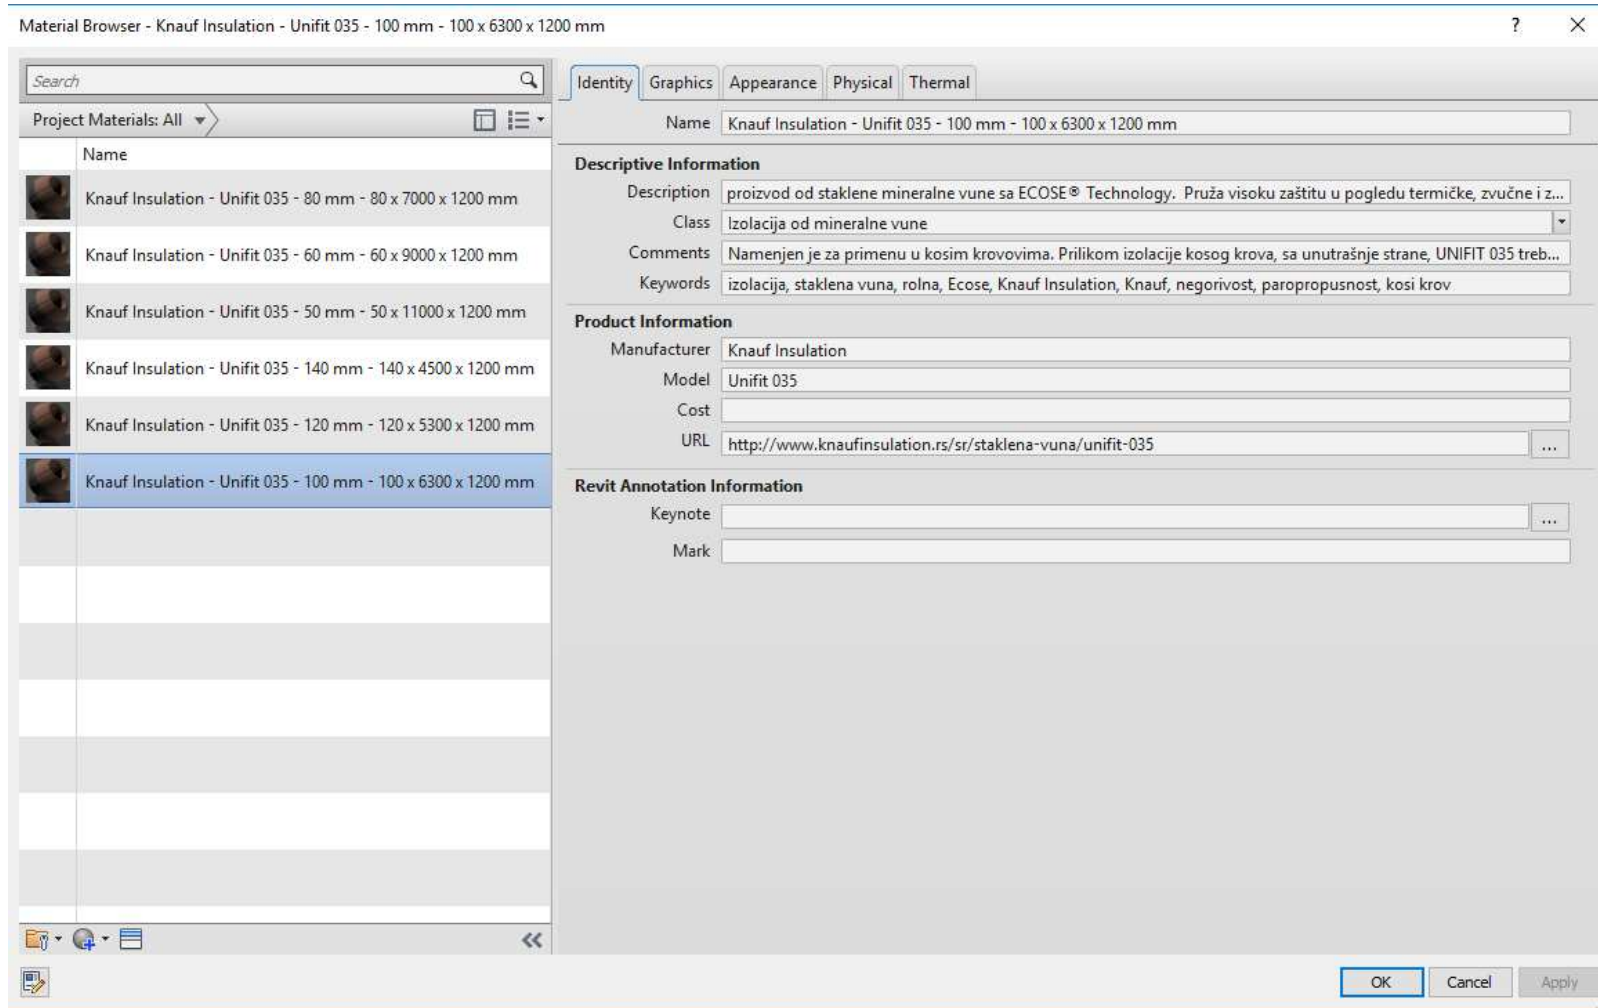 Material Browser - Knauf Insulation - Unifit 035 - 100 mm - 100 x 6300 x 1200 mm
?
Search
Project Materials: All
Name
Knauf Insulation - Unifit 035 - 80 mm - 80 x 7000 x 1200 mm
Knauf Insulation - Unifit 035 - 60 mm - 60 x 9000 x 1200 mm
Knauf Insulation - Unifit 035 - 50 mm - 50 x 11000 x 1200 mm
Knauf Insulation - Unifit 035 - 140 mm - 140 x 4500 x 1200 mm
Knauf Insulation - Unifit 035 - 120 mm - 120 x 5300 x 1200 mm
Knauf Insulation - Unifit 035 - 100 mm - 100 x 6300 x 1200 mm
Identity Graphics Appearance Physical Thermal
Name Knauf Insulation - Unifit 035 - 100 mm - 100 x 6300 x 1200 mm
Descriptive Information
Description proizvod od staklene mineralne vune sa ECOSE® Technology. Pruža visoku zaštitu u pogledu termičke, zvučne i z...
Class Izolacija od mineralne vune
Comments Namenjen je za primenu u kosim krovovima. Prilikom izolacije kosog krova, sa unutrašnje strane, UNIFIT 035 treb...
Keywords izolacija, staklena vuna, rolna, Ecose, Knauf Insulation, Knauf, negorivost, paropropusnost, kosi krov
Product Information
Manufacturer Knauf Insulation
Model Unifit 035
Cost
URL http://www.knaufinsulation.rs/sr/staklena-vuna/unifit-035 ...
Revit Annotation Information
Keynote ...
Mark
OK Cancel Apply